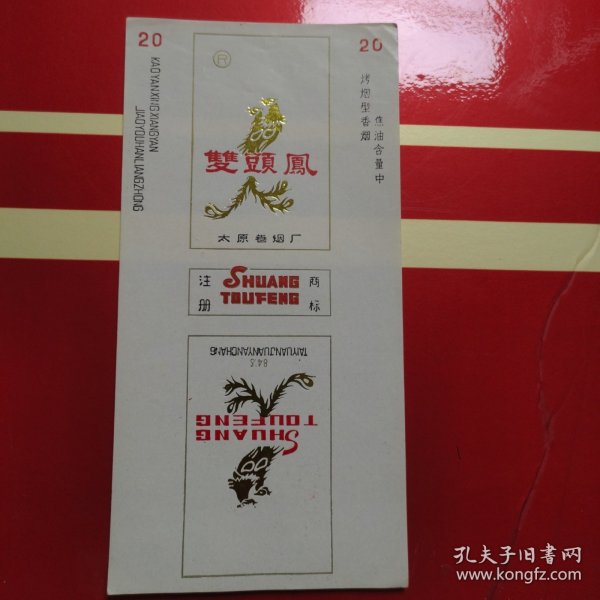 20
20
KAOYANXINGXIANGYAN
JIAOYOUHANLIANGZHONG
®
雙頭鳳
太原卷烟厂
烤烟型香烟
焦油含量中
注册
SHUANG
TOUFENG
商标
SHUANG
TOUFENG
84.S
TAIYUANJUANYANCHANG
孔夫子旧书网
www.kongfz.com